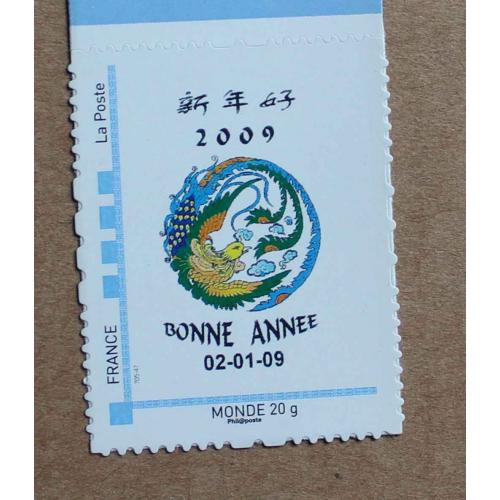 新年好
2009
BONNE ANNEE
02-01-09
La Poste
FRANCE
MONDE 20 g
Phil@poste